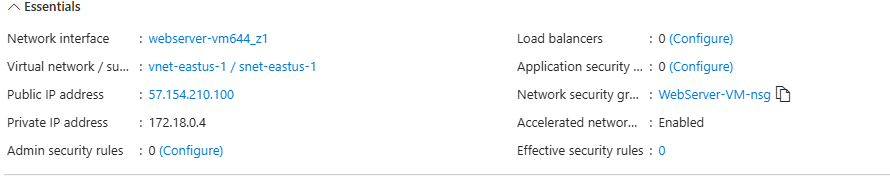 Essentials
Network interface : webserver-vm644_z1
Virtual network / su... : vnet-eastus-1 / snet-eastus-1
Public IP address : 57.154.210.100
Private IP address : 172.18.0.4
Admin security rules : 0 (Configure)
Load balancers : 0 (Configure)
Application security ... : 0 (Configure)
Network security gr... : WebServer-VM-nsg
Accelerated networ... : Enabled
Effective security rules : 0